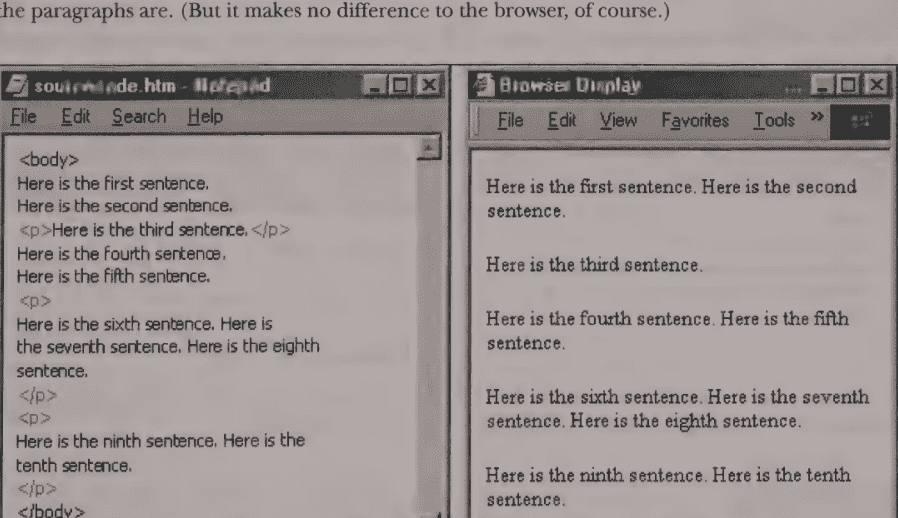 the paragraphs are. (But it makes no difference to the browser, of course.)
.htm - Notepad
File Edit Search Help
<body>
Here is the first sentence.
Here is the second sentence.
<p>Here is the third sentence.</p>
Here is the fourth sentence.
Here is the fifth sentence.
<p>
Here is the sixth sentence. Here is
the seventh sentence. Here is the eighth
sentence.
</p>
<p>
Here is the ninth sentence. Here is the
tenth sentence.
</p>
</body>
Browser Display
File Edit View Favorites Tools »
Here is the first sentence. Here is the second
sentence.
Here is the third sentence.
Here is the fourth sentence. Here is the fifth
sentence.
Here is the sixth sentence. Here is the seventh
sentence. Here is the eighth sentence.
Here is the ninth sentence. Here is the tenth
sentence.